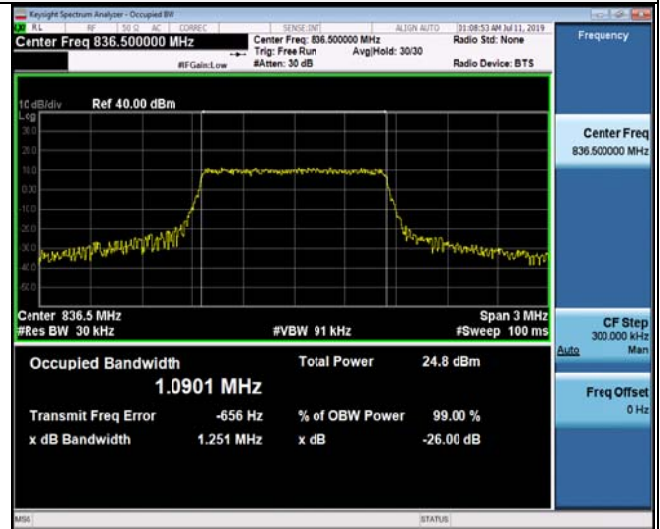 Keysight Spectrum Analyzer - Occupied BW
RL RF 50 Ω AC CORREC SENSE:INT ALIGN AUTO 01:08:53 AM Jul 11, 2019
Center Freq 836.500000 MHz
Center Freq: 836.500000 MHz Radio Std: None
Trig: Free Run Avg|Hold: 30/30
#IFGain:Low #Atten: 30 dB Radio Device: BTS
Frequency
10 dB/div Ref 40.00 dBm
Log
30.0
20.0
10.0
0.00
-10.0
-20.0
-30.0
-40.0
-50.0
Center Freq
836.500000 MHz
Center 836.5 MHz Span 3 MHz
#Res BW 30 kHz #VBW 91 kHz #Sweep 100 ms
CF Step
300.000 kHz
Auto Man
Occupied Bandwidth Total Power 24.8 dBm
1.0901 MHz
Transmit Freq Error -656 Hz % of OBW Power 99.00 %
x dB Bandwidth 1.251 MHz x dB -26.00 dB
Freq Offset
0 Hz
MSG STATUS